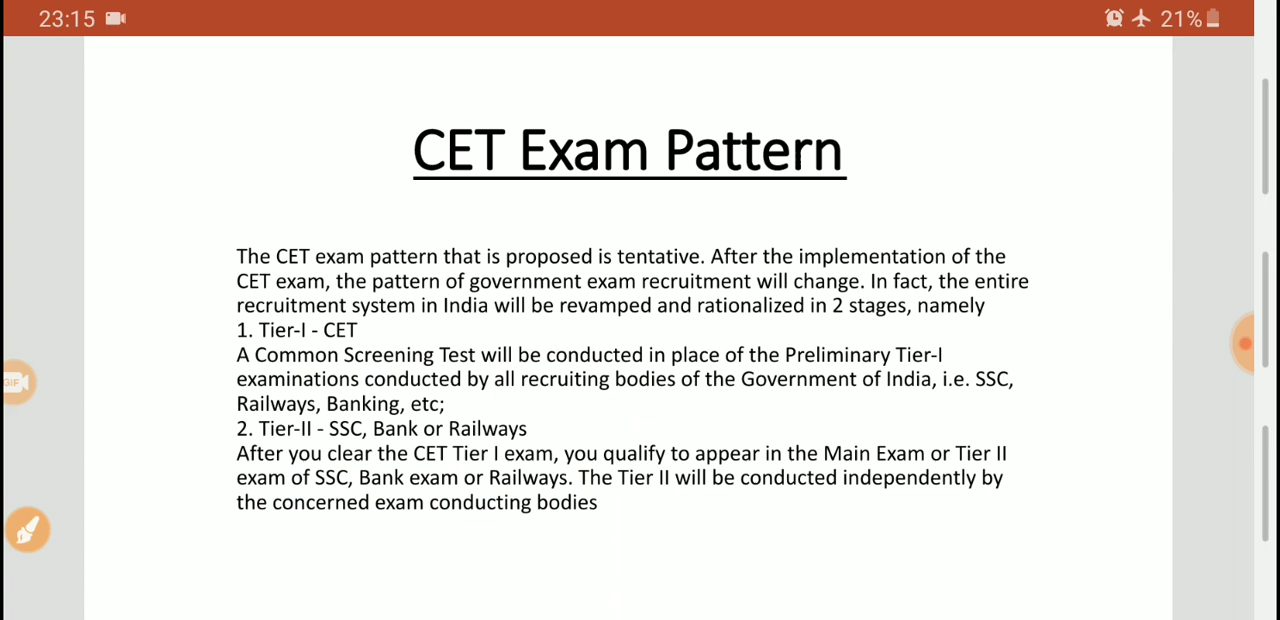 23:15
21%
CET Exam Pattern
The CET exam pattern that is proposed is tentative. After the implementation of the
CET exam, the pattern of government exam recruitment will change. In fact, the entire
recruitment system in India will be revamped and rationalized in 2 stages, namely
1. Tier-I - CET
A Common Screening Test will be conducted in place of the Preliminary Tier-I
examinations conducted by all recruiting bodies of the Government of India, i.e. SSC,
Railways, Banking, etc;
2. Tier-II - SSC, Bank or Railways
After you clear the CET Tier I exam, you qualify to appear in the Main Exam or Tier II
exam of SSC, Bank exam or Railways. The Tier II will be conducted independently by
the concerned exam conducting bodies
GIF